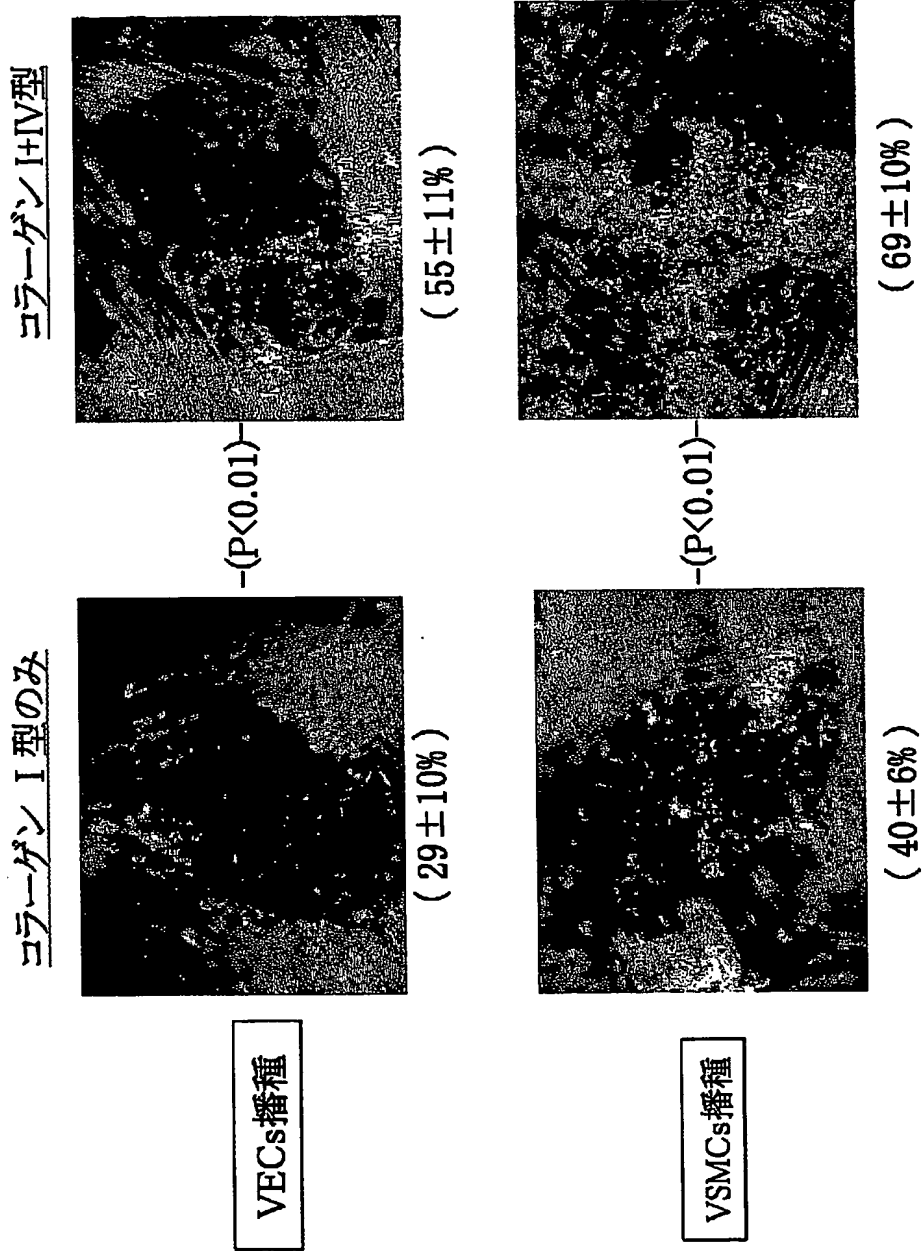 コラーゲン I 型のみ
コラーゲン I+IV型
VECs播種
-(P<0.01)-
( 29±10% )
( 55±11% )
VSMCs播種
-(P<0.01)-
( 40±6% )
( 69±10% )